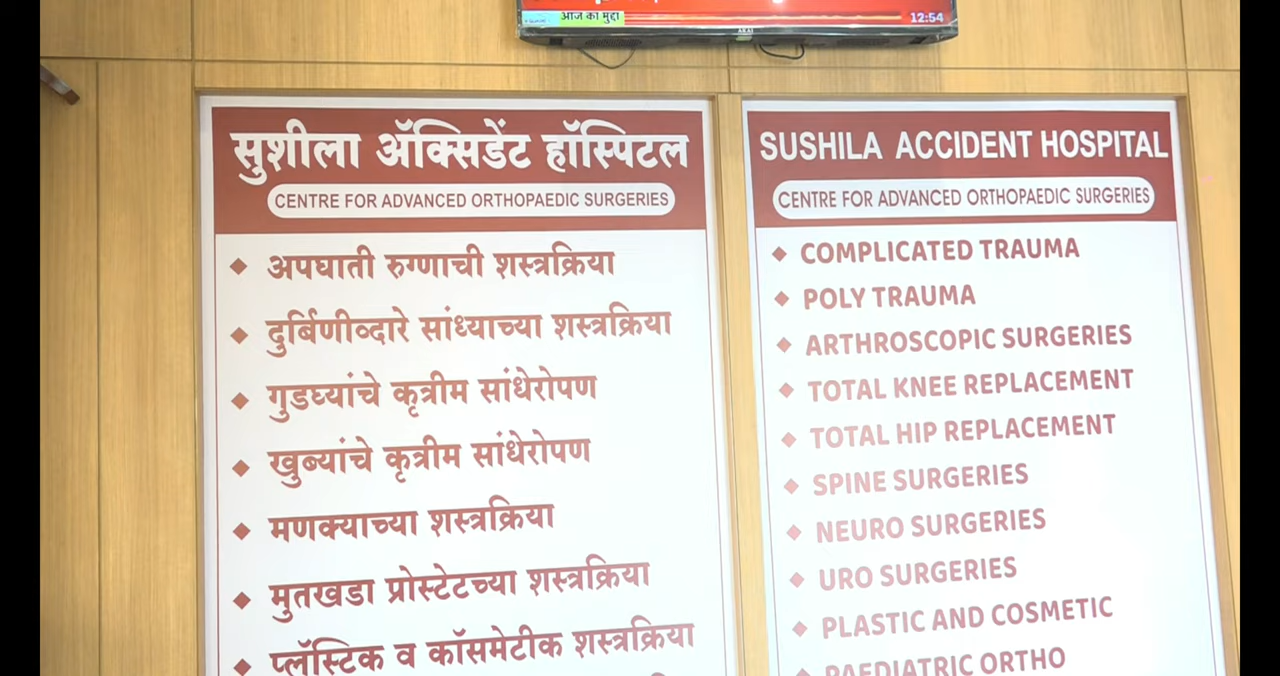 आज का मुद्दा
12:54
AKAI
सुशीला ॲक्सिडेंट हॉस्पिटल
CENTRE FOR ADVANCED ORTHOPAEDIC SURGERIES
अपघाती रुग्णाची शस्त्रक्रिया
दुर्बिणीव्दारे सांध्याच्या शस्त्रक्रिया
गुडघ्यांचे कृत्रीम सांधेरोपण
खुब्यांचे कृत्रीम सांधेरोपण
मणक्याच्या शस्त्रक्रिया
मुतखडा प्रोस्टेटच्या शस्त्रक्रिया
प्लॅस्टिक व कॉसमेटीक शस्त्रक्रिया
SUSHILA ACCIDENT HOSPITAL
CENTRE FOR ADVANCED ORTHOPAEDIC SURGERIES
COMPLICATED TRAUMA
POLY TRAUMA
ARTHROSCOPIC SURGERIES
TOTAL KNEE REPLACEMENT
TOTAL HIP REPLACEMENT
SPINE SURGERIES
NEURO SURGERIES
URO SURGERIES
PLASTIC AND COSMETIC
PAEDIATRIC ORTHO